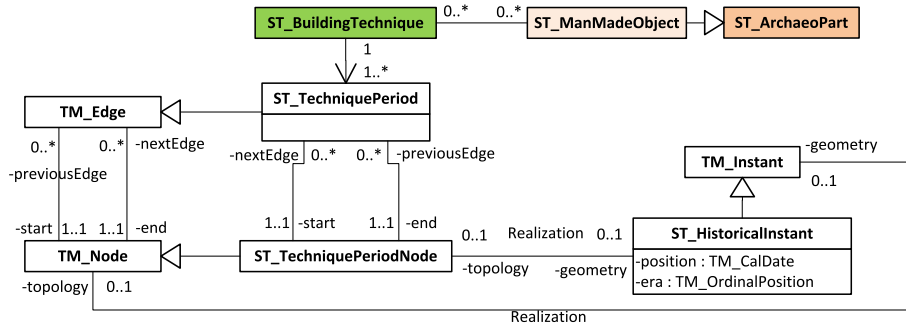 ST_BuildingTechnique
0..* 0..*
ST_ManMadeObject
ST_ArchaeoPart
1
1..*
ST_TechniquePeriod
TM_Edge
0..* 0..* -nextEdge
-previousEdge
-nextEdge 0..* 0..* -previousEdge
TM_Instant
-geometry
0..1
-start 1..1 1..1 -end
1..1 -start 1..1 -end
TM_Node
ST_TechniquePeriodNode
0..1 Realization 0..1
-topology -geometry
ST_HistoricalInstant
-position : TM_CalDate
-era : TM_OrdinalPosition
-topology 0..1
Realization